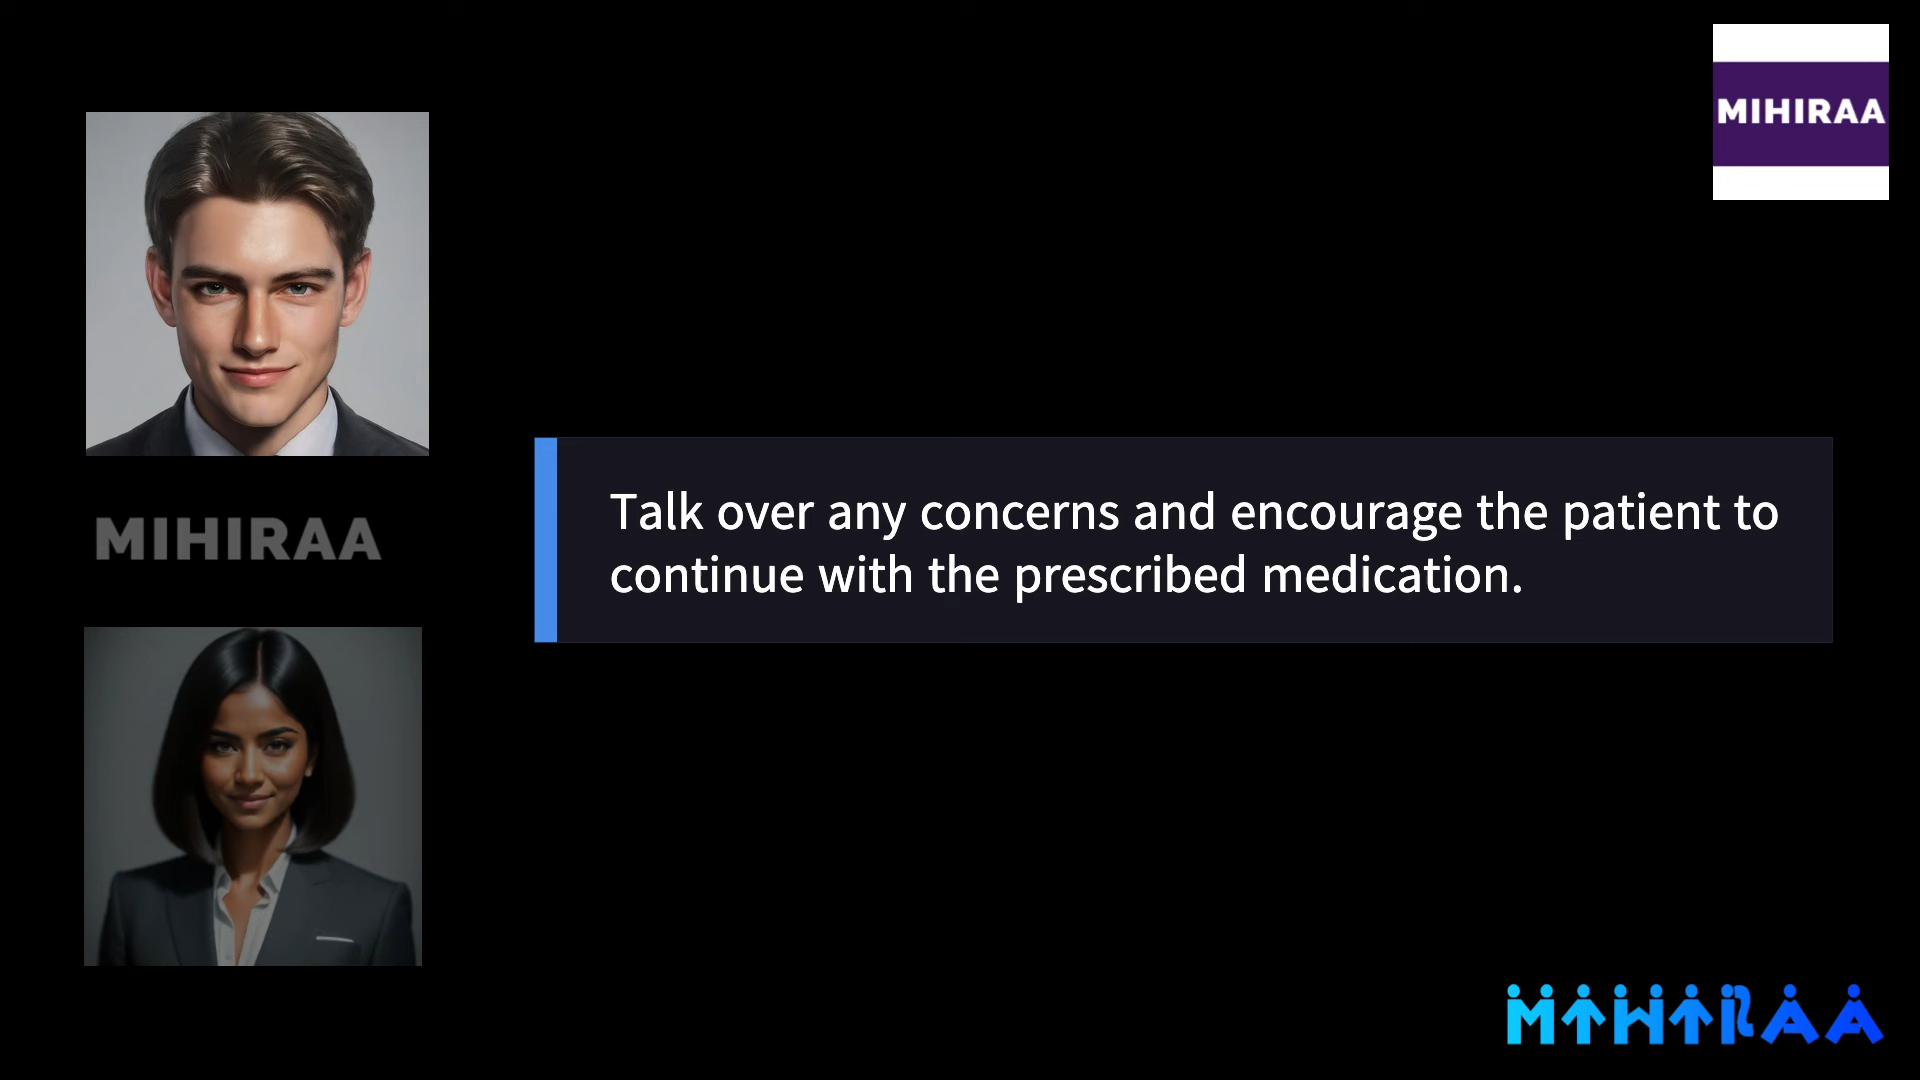 MIHIRAA
MIHIRAA
Talk over any concerns and encourage the patient to
continue with the prescribed medication.
MIHIRAA